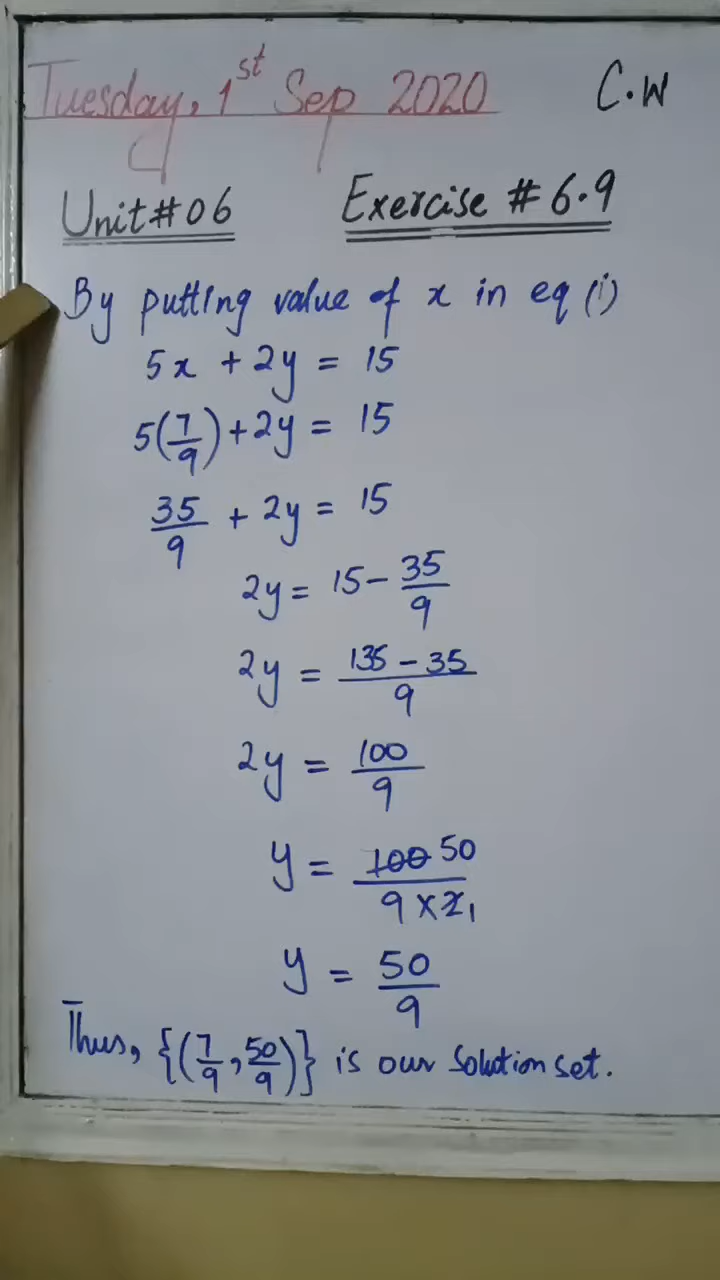 Tuesday, 1st Sep 2020 C.W
Unit#06 Exercise #6.9
By putting value of x in eq (i)
5x + 2y = 15
5(7/9) + 2y = 15
35/9 + 2y = 15
2y = 15 - 35/9
2y = 135 - 35/9
2y = 100/9
y = 100 50/9 × 2 1
y = 50/9
Thus, {(7/9, 50/9)} is our solution set.